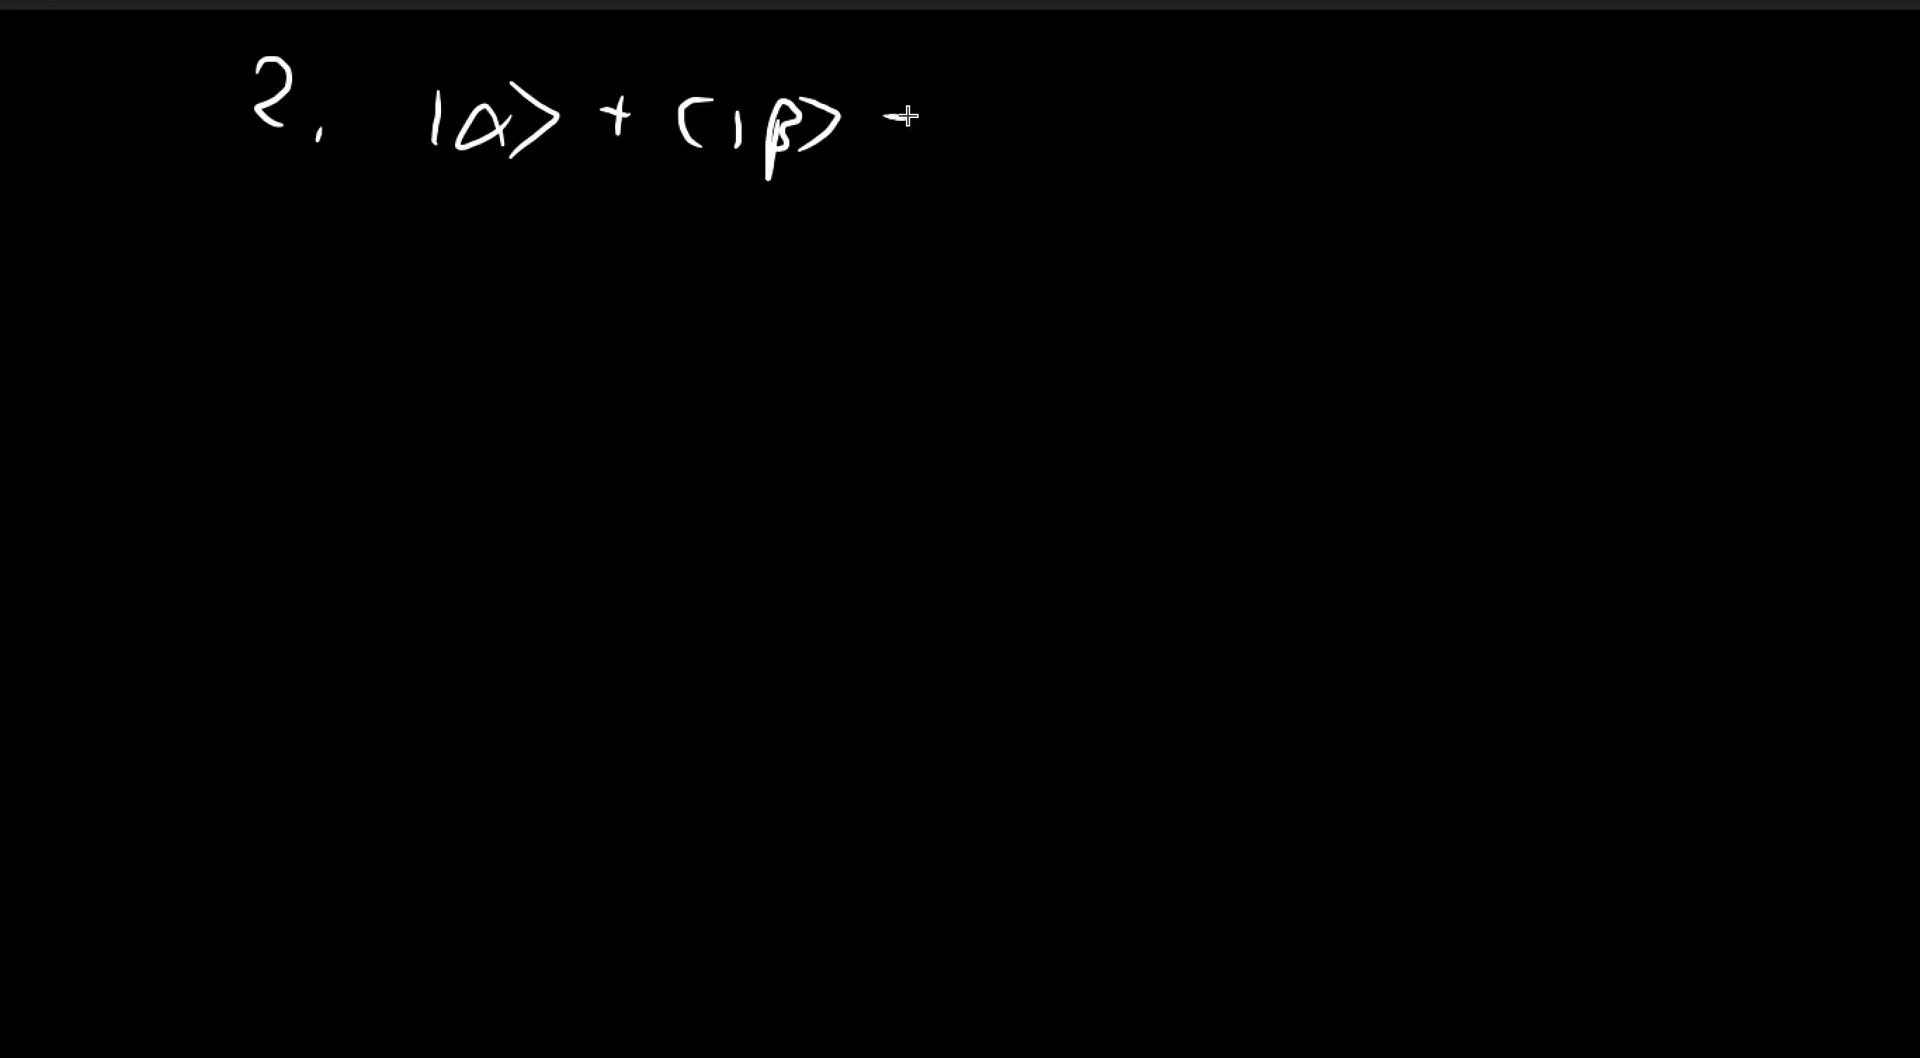 2. |α⟩ + (|β⟩ +